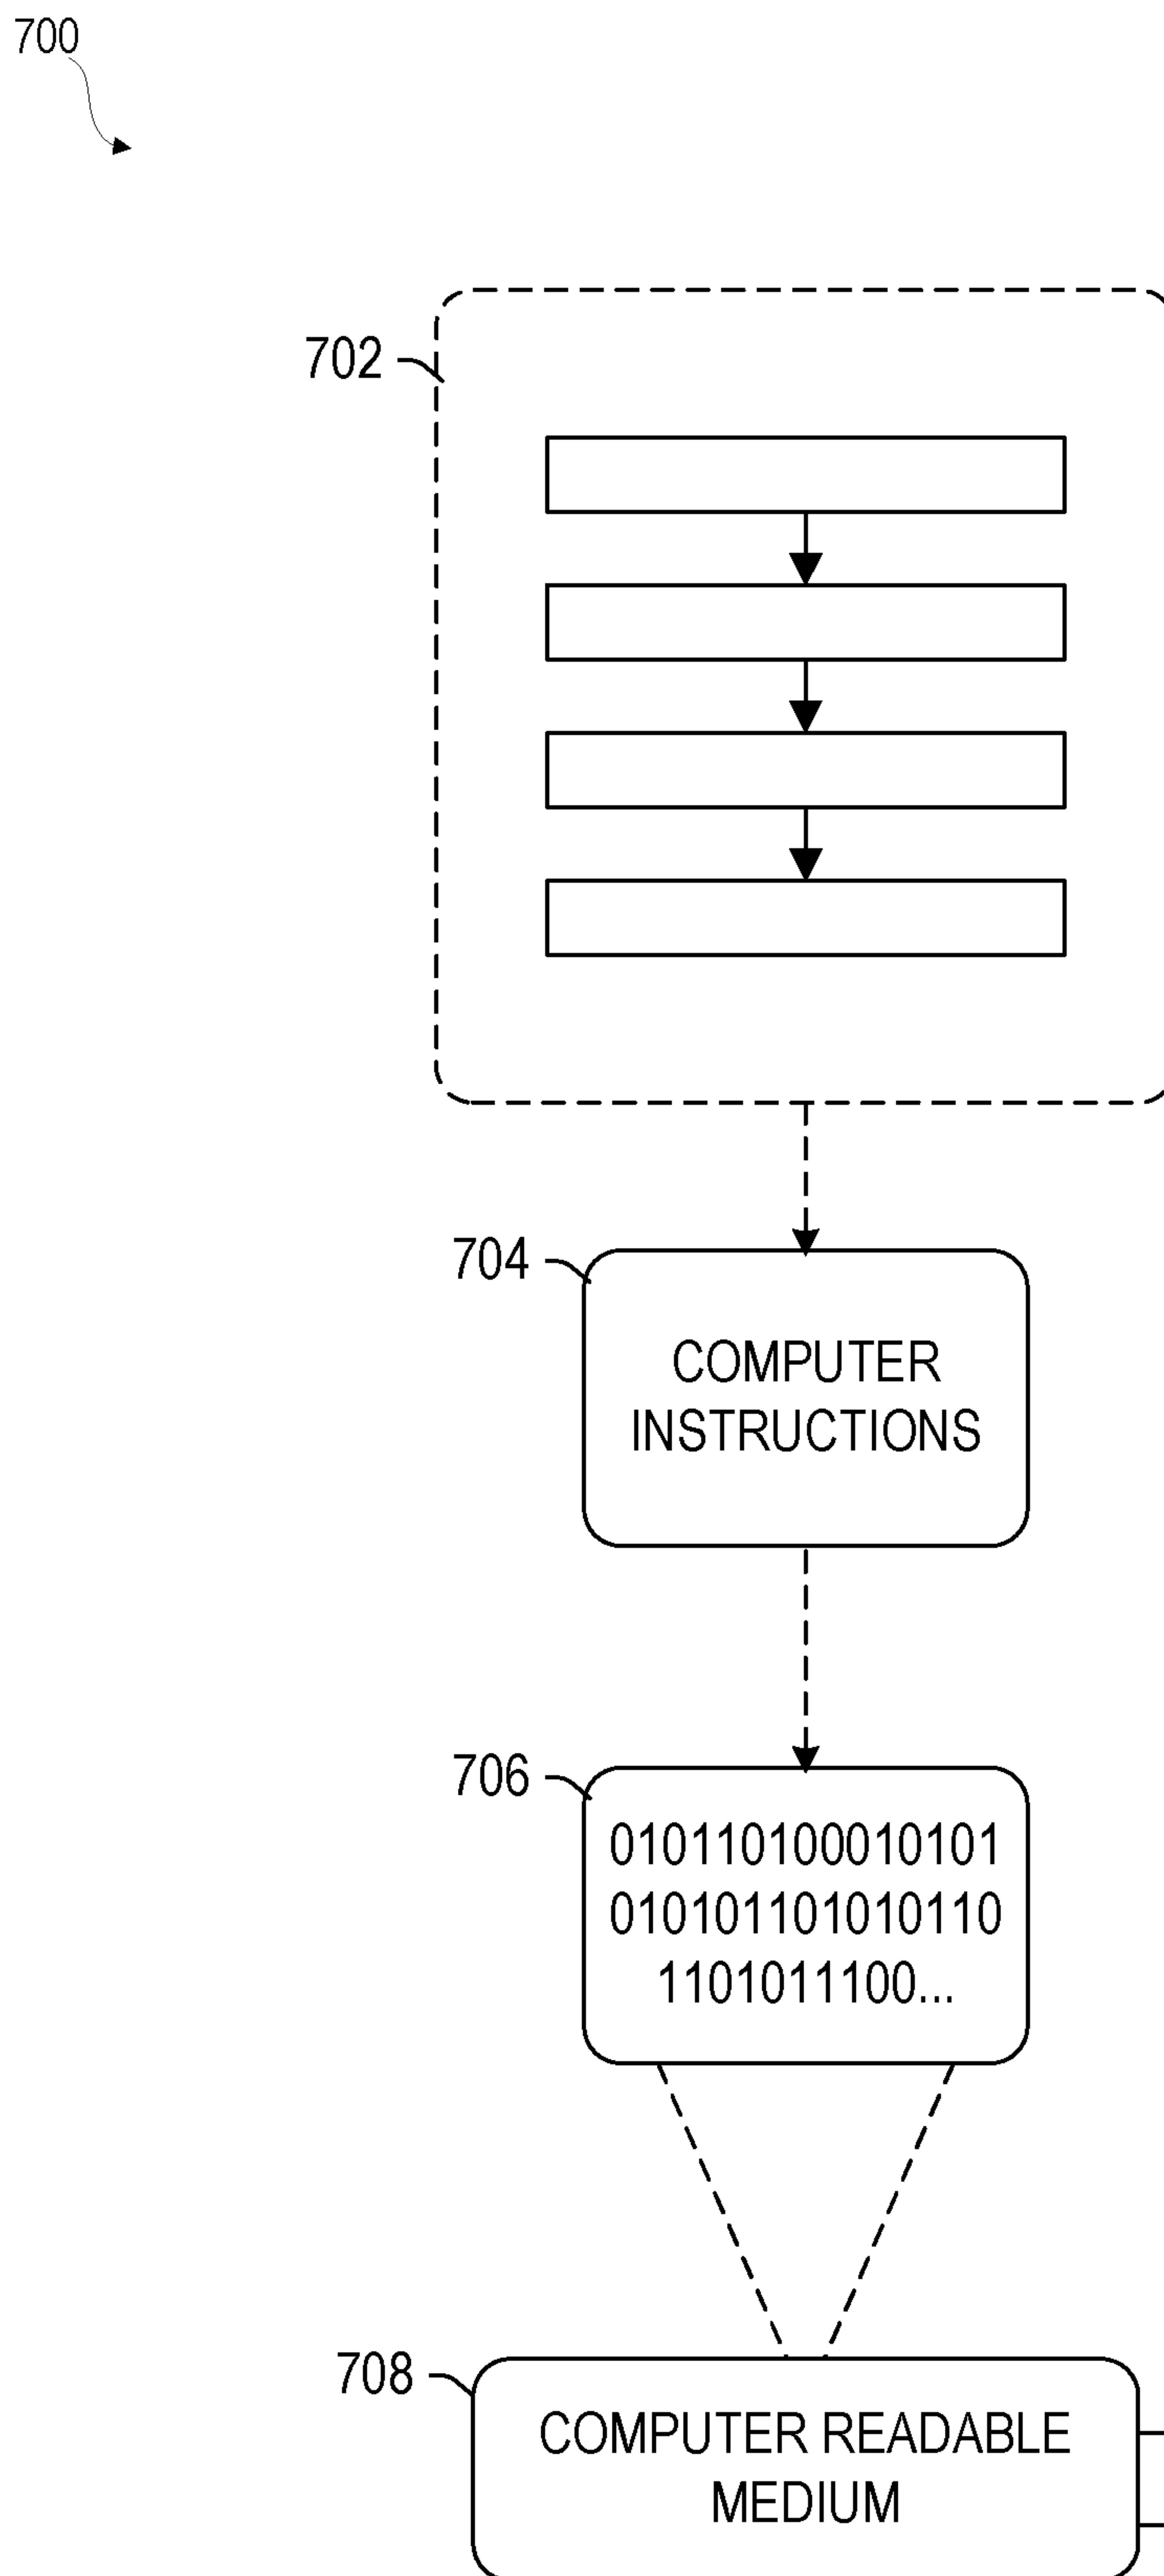 700
702
704
COMPUTER
INSTRUCTIONS
706
010110100010101
010101101010110
1101011100...
708
COMPUTER READABLE
MEDIUM